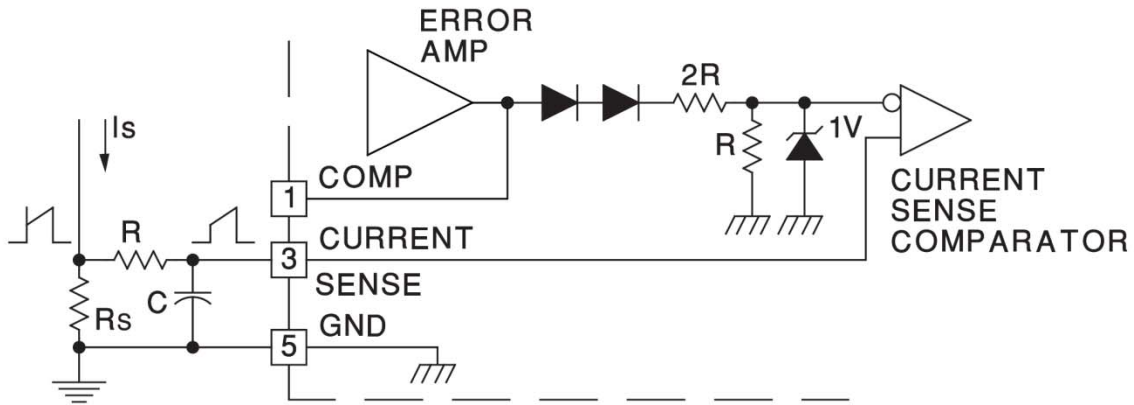 ERROR
AMP
2R
Is
1V
R
1
COMP
CURRENT
SENSE
COMPARATOR
R
3
CURRENT
SENSE
C
Rs
5
GND